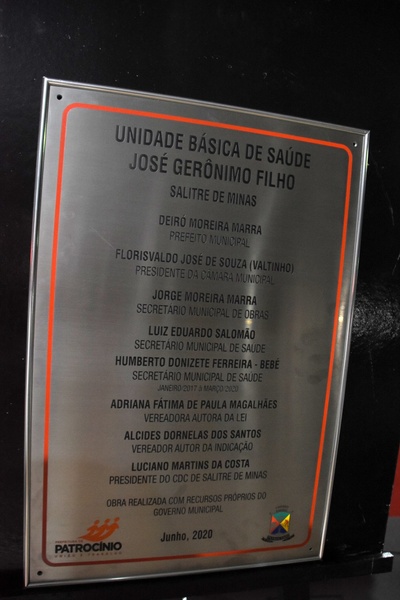 UNIDADE BÁSICA DE SAÚDE
JOSÉ GERÔNIMO FILHO
SALITRE DE MINAS
DEIRÓ MOREIRA MARRA
PREFEITO MUNICIPAL
FLORISVALDO JOSÉ DE SOUZA (VALTINHO)
PRESIDENTE DA CÂMARA MUNICIPAL
JORGE MOREIRA MARRA
SECRETÁRIO MUNICIPAL DE OBRAS
LUIZ EDUARDO SALOMÃO
SECRETÁRIO MUNICIPAL DE SAÚDE
HUMBERTO DONIZETE FERREIRA - BEBÉ
SECRETÁRIO MUNICIPAL DE SAÚDE
JANEIRO/2017 à MARÇO/2020
ADRIANA FÁTIMA DE PAULA MAGALHÃES
VEREADORA AUTORA DA LEI
ALCIDES DORNELAS DOS SANTOS
VEREADOR AUTOR DA INDICAÇÃO
LUCIANO MARTINS DA COSTA
PRESIDENTE DO CDC DE SALITRE DE MINAS
OBRA REALIZADA COM RECURSOS PRÓPRIOS DO
GOVERNO MUNICIPAL
PATROCÍNIO
Junho, 2020